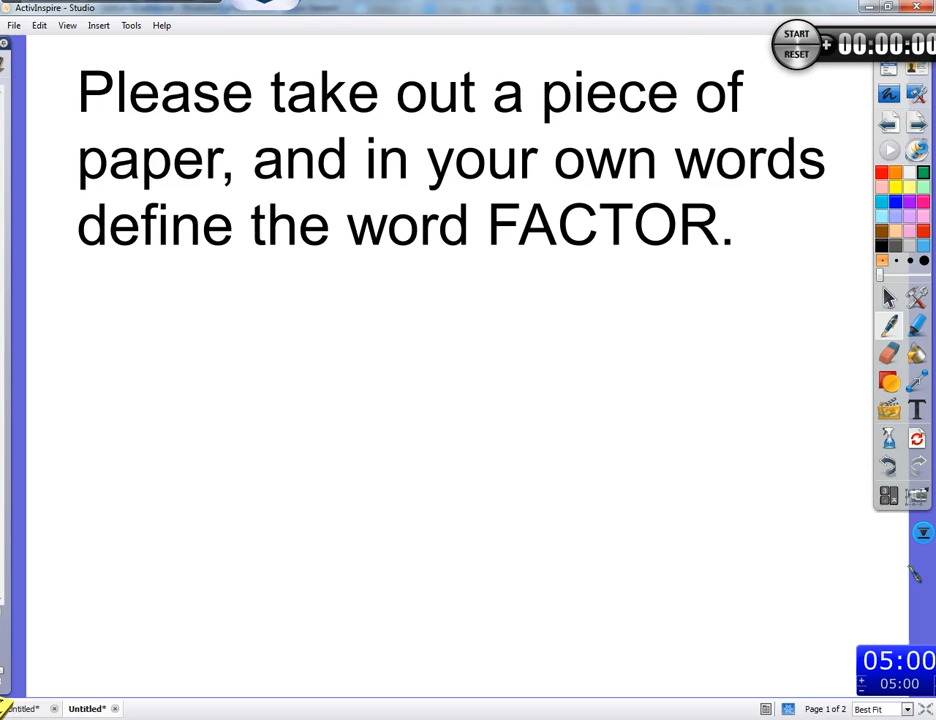 ActivInspire - Studio
File Edit View Insert Tools Help
START
RESET
00:00:00
Please take out a piece of
paper, and in your own words
define the word FACTOR.
05:00
05:00
Untitled* Page 1 of 2 Best Fit